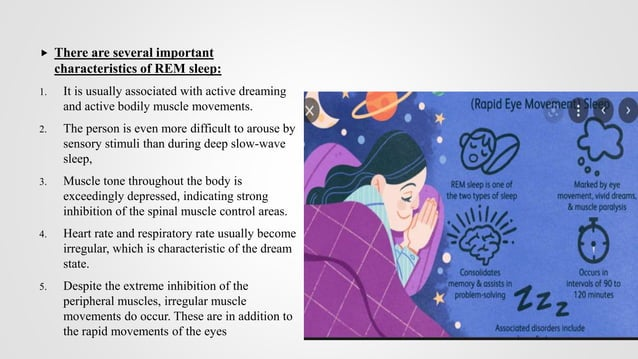 There are several important
characteristics of REM sleep:
1. It is usually associated with active dreaming
and active bodily muscle movements.
2. The person is even more difficult to arouse by
sensory stimuli than during deep slow-wave
sleep,
3. Muscle tone throughout the body is
exceedingly depressed, indicating strong
inhibition of the spinal muscle control areas.
4. Heart rate and respiratory rate usually become
irregular, which is characteristic of the dream
state.
5. Despite the extreme inhibition of the
peripheral muscles, irregular muscle
movements do occur. These are in addition to
the rapid movements of the eyes
(Rapid Eye Movement) Sleep
REM sleep is one of
the two types of sleep
Marked by eye
movement, vivid dreams,
& muscle paralysis
Consolidates
memory & assists in
problem-solving
Occurs in
intervals of 90 to
120 minutes
Z Z Z
Associated disorders include